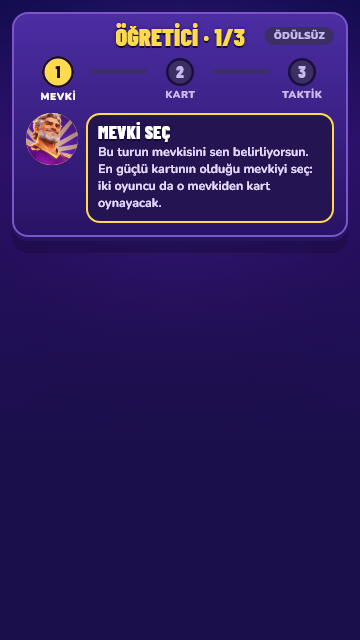 ÖĞRETİCİ · 1/3
ÖDÜLSÜZ
1
2
3
MEVKİ
KART
TAKTİK
MEVKİ SEÇ
Bu turun mevkisini sen belirliyorsun.
En güçlü kartının olduğu mevkiyi seç:
iki oyuncu da o mevkiden kart
oynayacak.